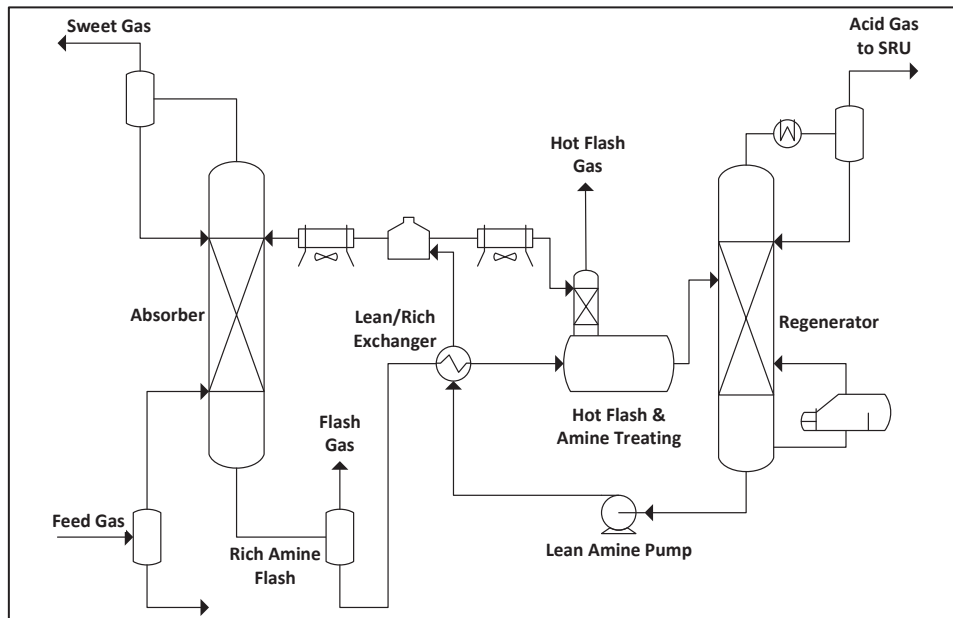 Sweet Gas
Acid Gas
to SRU
Hot Flash
Gas
Absorber
Lean/Rich
Exchanger
Regenerator
Hot Flash &
Amine Treating
Flash
Gas
Feed Gas
Rich Amine
Flash
Lean Amine Pump